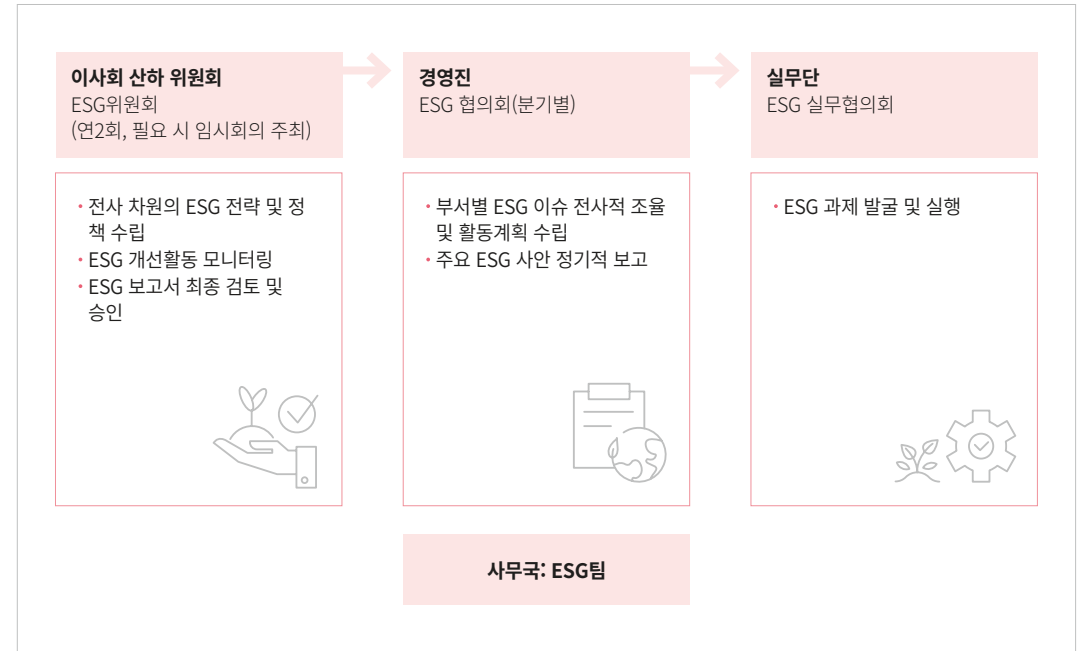 이사회 산하 위원회
ESG위원회
(연2회, 필요 시 임시회의 주최)
• 전사 차원의 ESG 전략 및 정
책 수립
• ESG 개선활동 모니터링
• ESG 보고서 최종 검토 및
승인
경영진
ESG 협의회(분기별)
• 부서별 ESG 이슈 전사적 조율
및 활동계획 수립
• 주요 ESG 사안 정기적 보고
실무단
ESG 실무협의회
• ESG 과제 발굴 및 실행
사무국: ESG팀